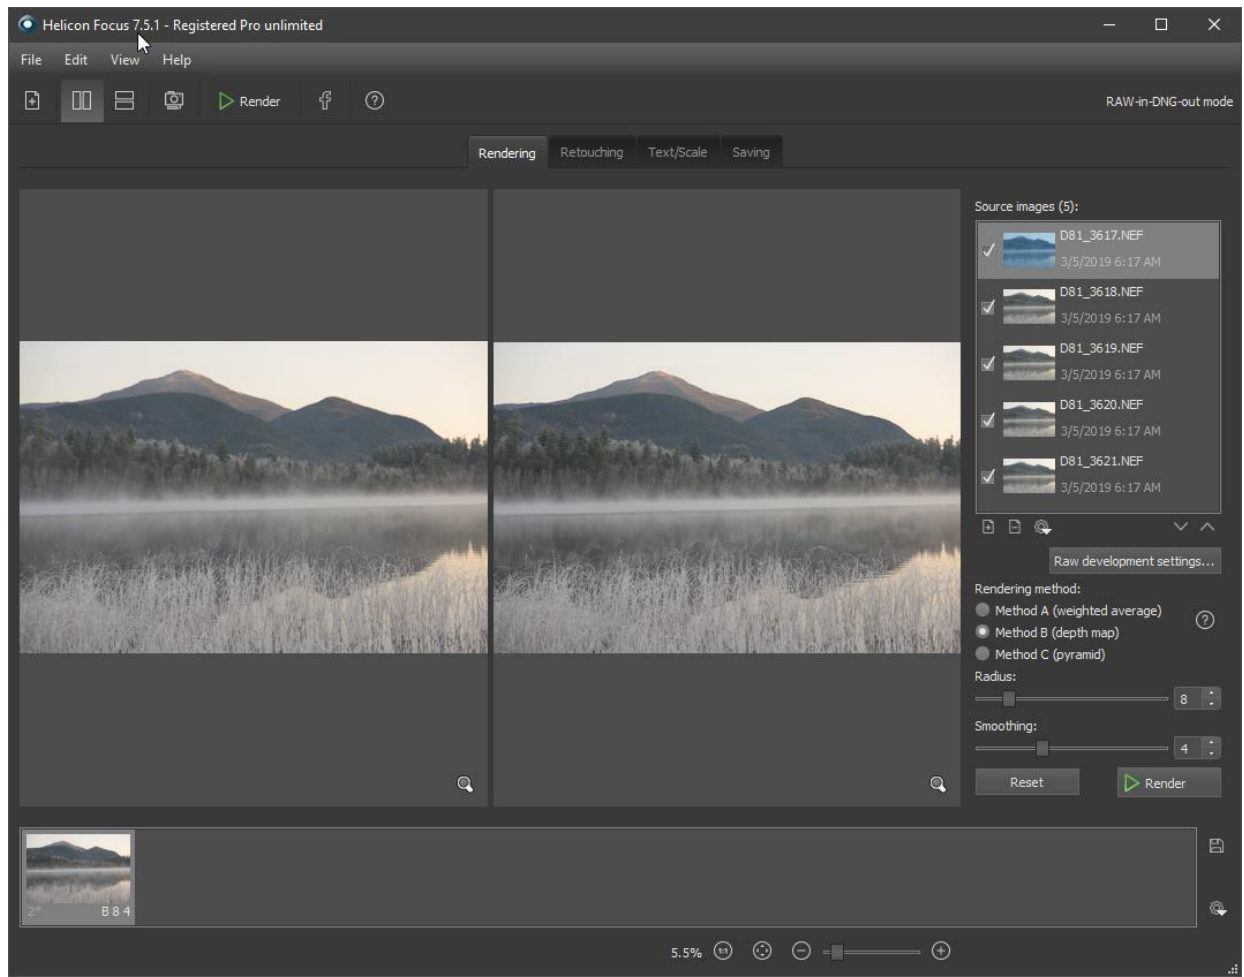 Helicon Focus 7.5.1 - Registered Pro unlimited
File Edit View Help
Render
RAW-in-DNG-out mode
Rendering Retouching Text/Scale Saving
Source images (5):
D81_3617.NEF
3/5/2019 6:17 AM
D81_3618.NEF
3/5/2019 6:17 AM
D81_3619.NEF
3/5/2019 6:17 AM
D81_3620.NEF
3/5/2019 6:17 AM
D81_3621.NEF
3/5/2019 6:17 AM
Raw development settings...
Rendering method:
Method A (weighted average)
Method B (depth map)
Method C (pyramid)
Radius:
8
Smoothing:
4
Reset Render
2* B 8 4
5.5% 1:1